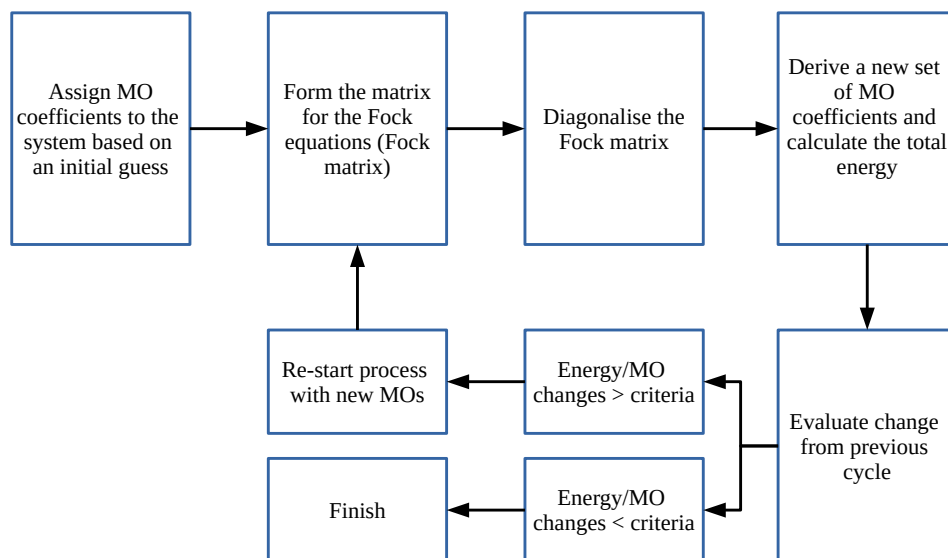 Assign MO
coefficients to the
system based on
an initial guess
Form the matrix
for the Fock
equations (Fock
matrix)
Diagonalise the
Fock matrix
Derive a new set
of MO
coefficients and
calculate the total
energy
Re-start process
with new MOs
Energy/MO
changes > criteria
Evaluate change
from previous
cycle
Finish
Energy/MO
changes < criteria